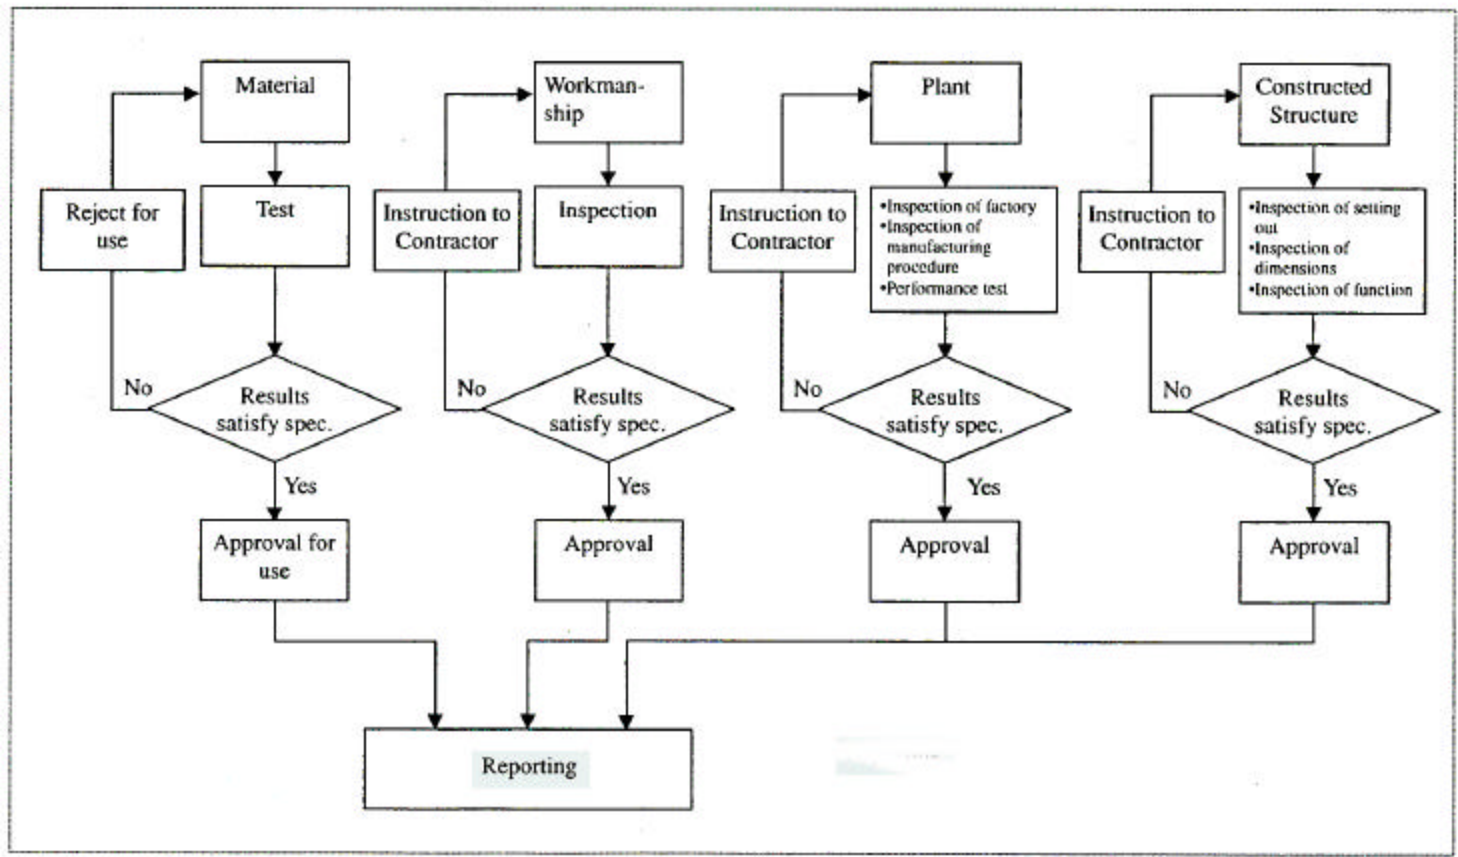 Material
Workman-
ship
Plant
Constructed
Structure
Reject for
use
Test
Instruction to
Contractor
Inspection
Instruction to
Contractor
•Inspection of factory
•Inspection of
manufacturing
procedure
•Performance test
Instruction to
Contractor
•Inspection of setting
out
•Inspection of
dimensions
•Inspection of function
No
Results
satisfy spec.
No
Results
satisfy spec.
No
Results
satisfy spec.
No
Results
satisfy spec.
Yes
Yes
Yes
Yes
Approval for
use
Approval
Approval
Approval
Reporting